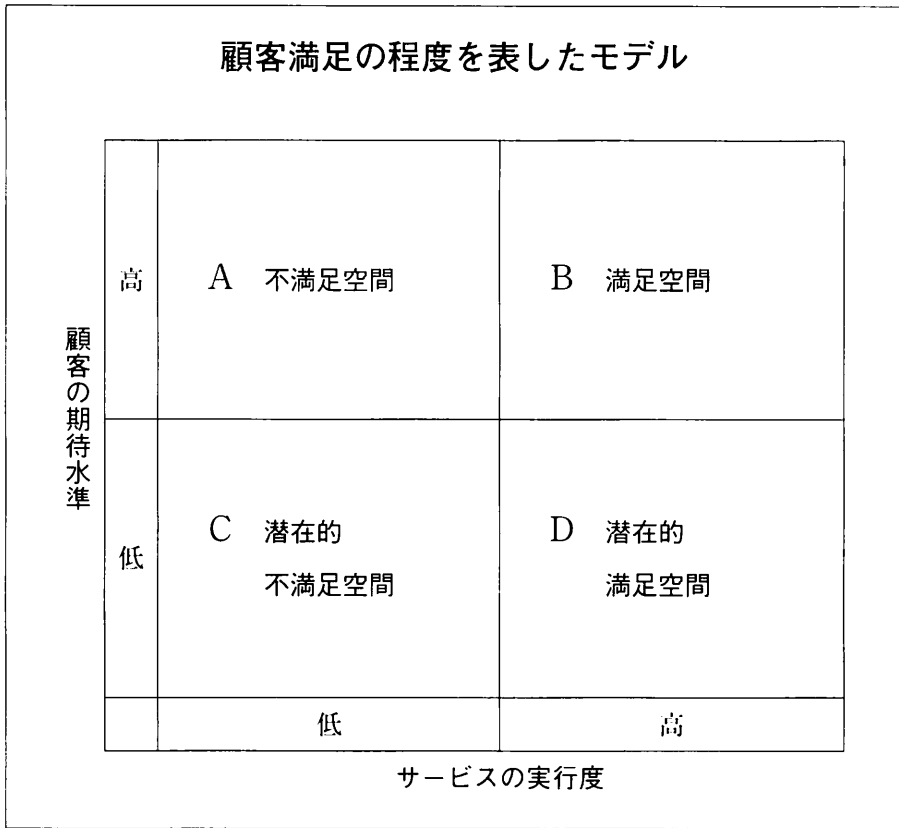 顧客満足の程度を表したモデル
顧客の期待水準
高
A 不満足空間
B 満足空間
低
C 潜在的
不満足空間
D 潜在的
満足空間
低
高
サービスの実行度